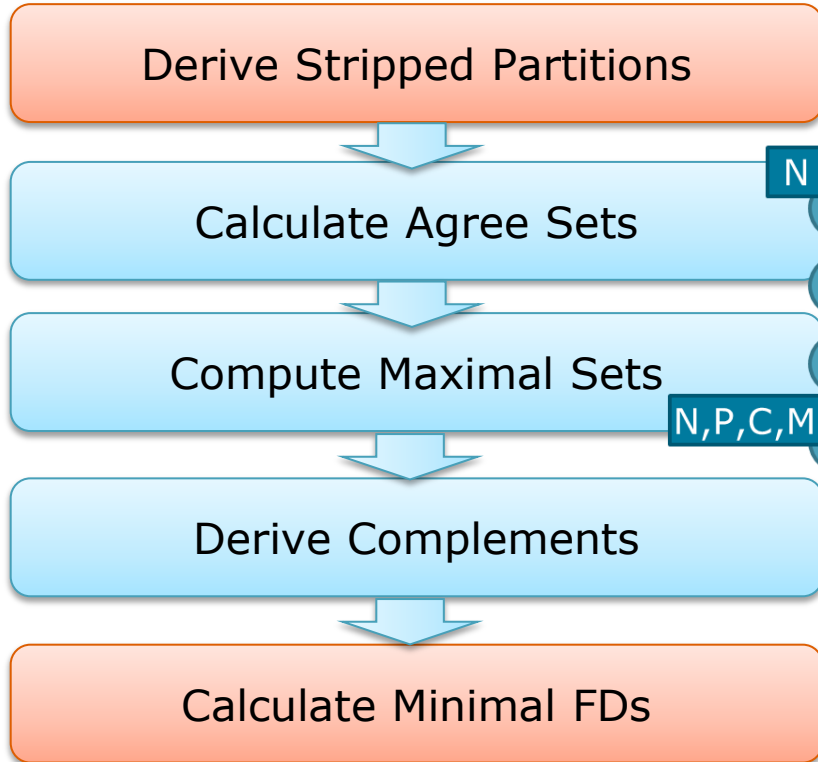 Derive Stripped Partitions
N
Calculate Agree Sets
Compute Maximal Sets
N,P,C,M
Derive Complements
Calculate Minimal FDs